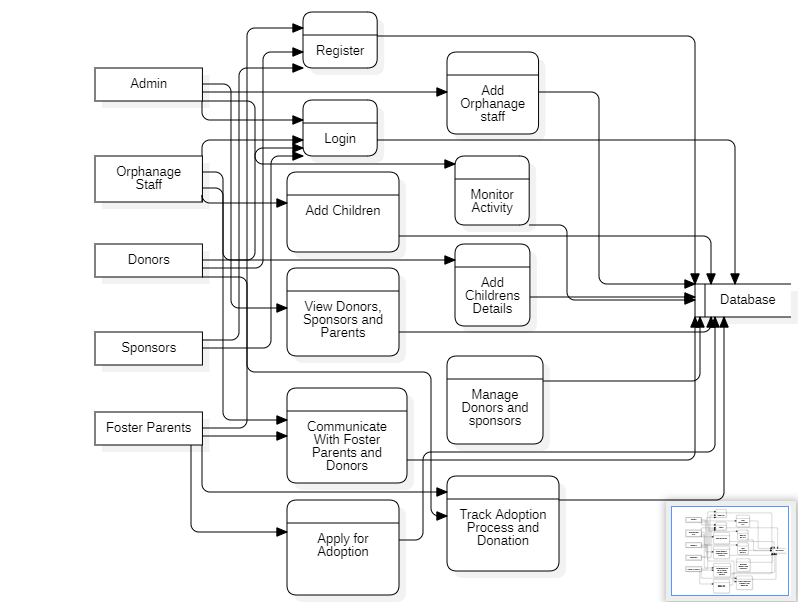 Register
Admin
Add
Orphanage
staff
Login
Orphanage
Staff
Monitor
Activity
Add Children
Donors
Add
Childrens
Details
Database
View Donors,
Sponsors and
Parents
Sponsors
Manage
Donors and
sponsors
Foster Parents
Communicate
With Foster
Parents and
Donors
Track Adoption
Process and
Donation
Apply for
Adoption